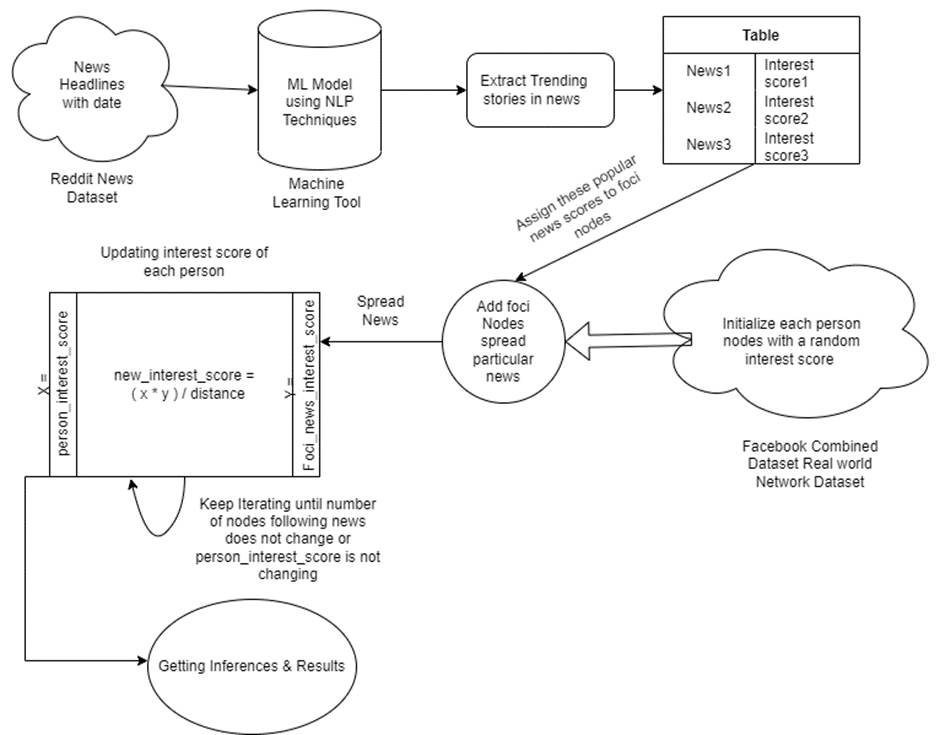 News
Headlines
with date
Reddit News
Dataset
ML Model
using NLP
Techniques
Machine
Learning Tool
Extract Trending
stories in news
Table
News1
Interest
score1
News2
Interest
score2
News3
Interest
score3
Assign these popular
news scores to foci
nodes
Updating interest score of
each person
X =
person_interest_score
new_interest_score =
( x * y ) / distance
Y =
Foci_news_interest_score
Spread
News
Add foci
Nodes
spread
particular
news
Initialize each person
nodes with a random
interest score
Facebook Combined
Dataset Real world
Network Dataset
Keep Iterating until number
of nodes following news
does not change or
person_interest_score is not
changing
Getting Inferences & Results